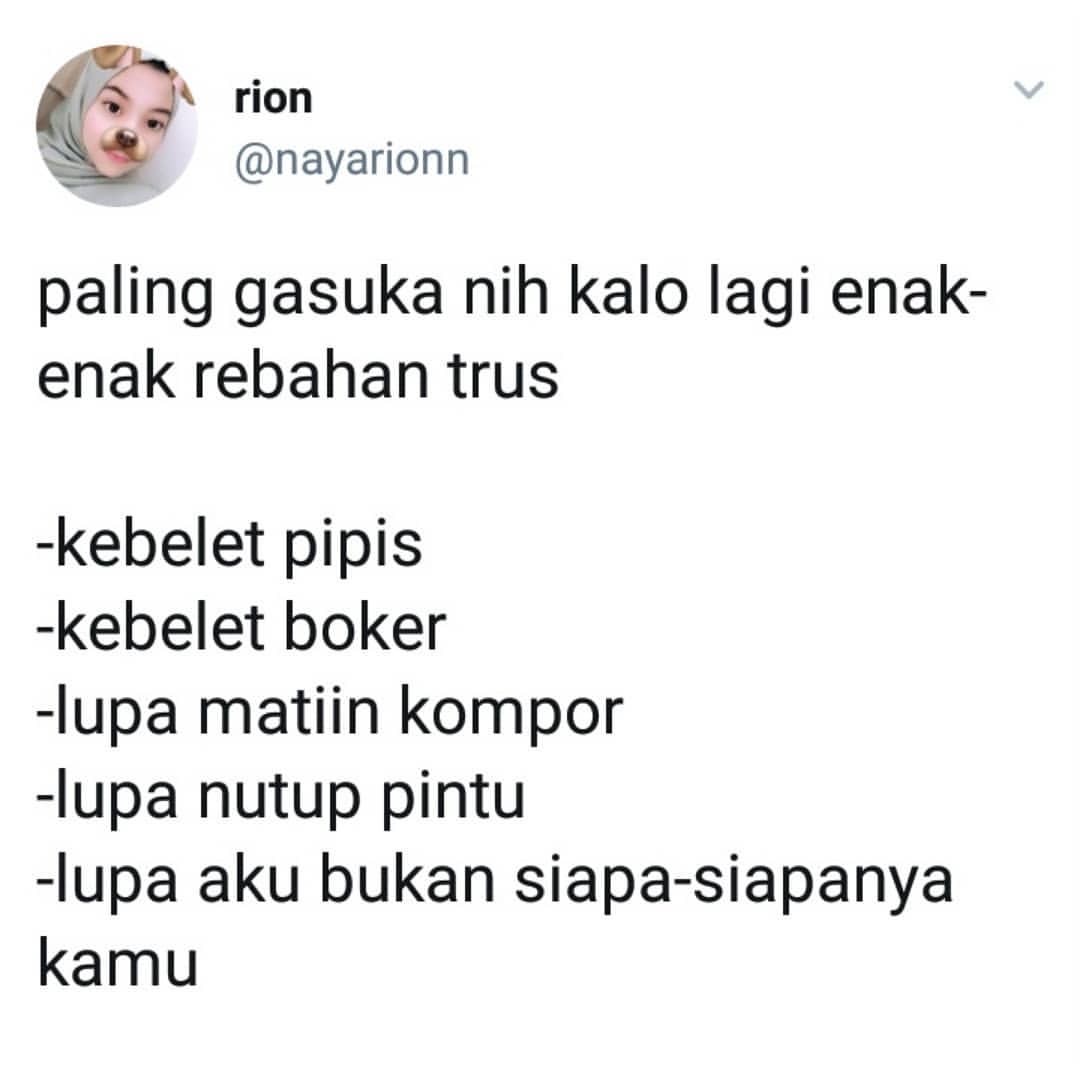 rion
@nayarionn
paling gasuka nih kalo lagi enak-
enak rebahan trus
-kebelet pipis
-kebelet boker
-lupa matiin kompor
-lupa nutup pintu
-lupa aku bukan siapa-siapanya
kamu